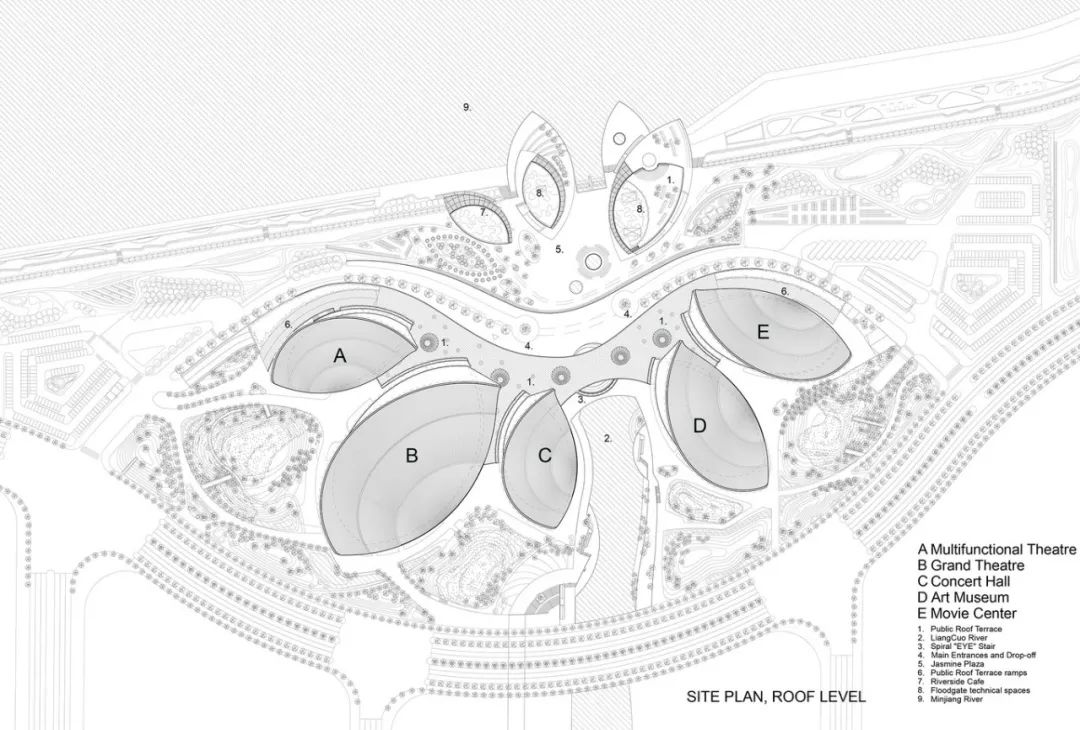 9.
1.
8.
8.
7.
5.
6.
4.
6.
1.
1.
4.
E
A
1.
3.
D
2.
B
C
A Multifunctional Theatre
B Grand Theatre
C Concert Hall
D Art Museum
E Movie Center
1. Public Roof Terrace
2. LiangCuo River
3. Spiral "EYE" Stair
4. Main Entrances and Drop-off
5. Jasmine Plaza
6. Public Roof Terrace ramps
7. Riverside Cafe
8. Floodgate technical spaces
9. Minjiang River
SITE PLAN, ROOF LEVEL